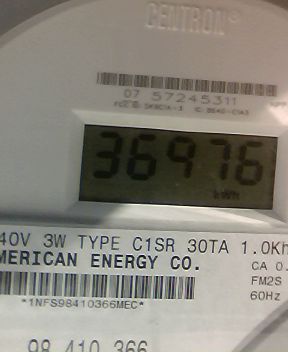 CENTRON®
07 57245311
36976
kWh
40V 3W TYPE C1SR 30TA 1.0Kh
MERICAN ENERGY CO.
CA 0.
FM2S
60Hz
*1NFS98410366MEC*
98 410 366